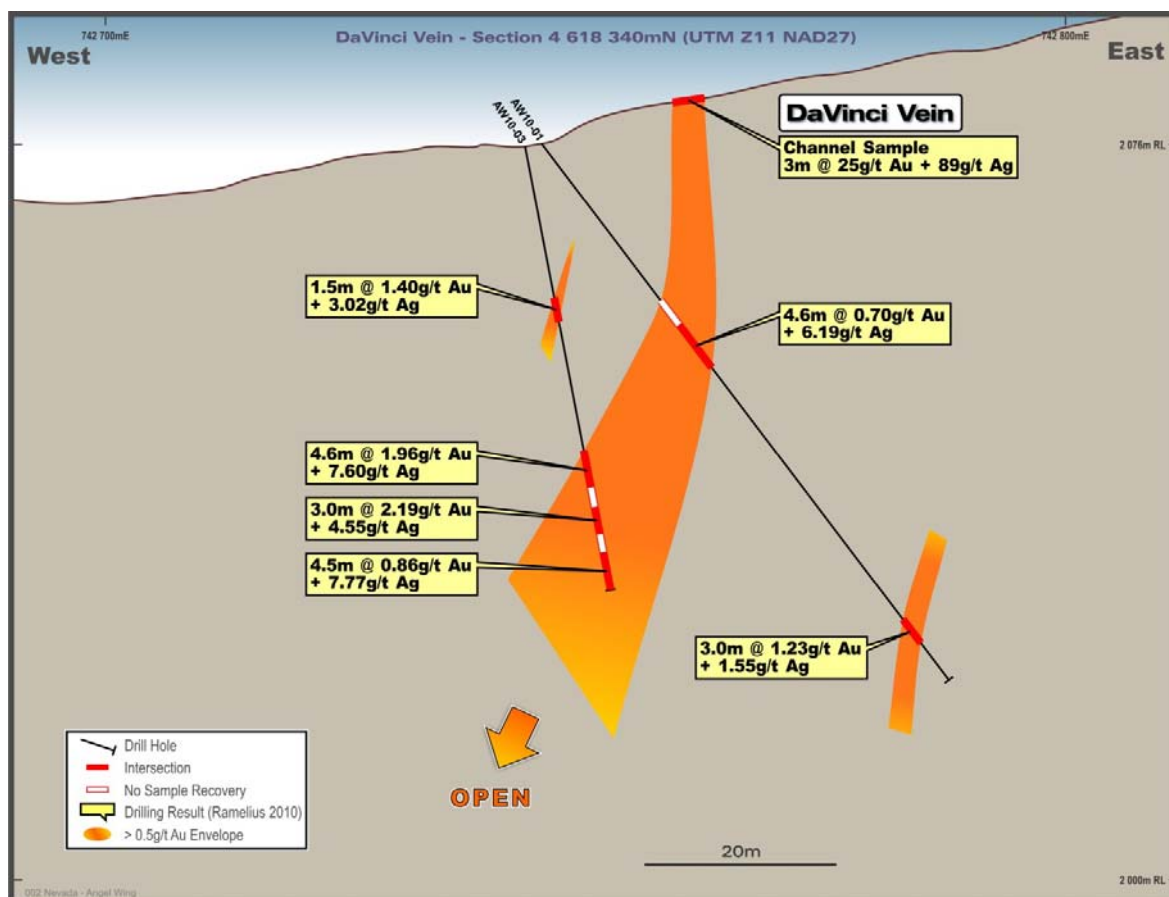 742 700mE
DaVinci Vein - Section 4 618 340mN (UTM Z11 NAD27)
742 800mE
West
East
AW10-03
AW10-01
DaVinci Vein
Channel Sample
3m @ 25g/t Au + 89g/t Ag
2 076m RL
1.5m @ 1.40g/t Au
+ 3.02g/t Ag
4.6m @ 0.70g/t Au
+ 6.19g/t Ag
4.6m @ 1.96g/t Au
+ 7.60g/t Ag
3.0m @ 2.19g/t Au
+ 4.55g/t Ag
4.5m @ 0.86g/t Au
+ 7.77g/t Ag
3.0m @ 1.23g/t Au
+ 1.55g/t Ag
Drill Hole
Intersection
No Sample Recovery
Drilling Result (Ramelius 2010)
> 0.5g/t Au Envelope
OPEN
20m
2 000m RL
002 Nevada - Angel Wing